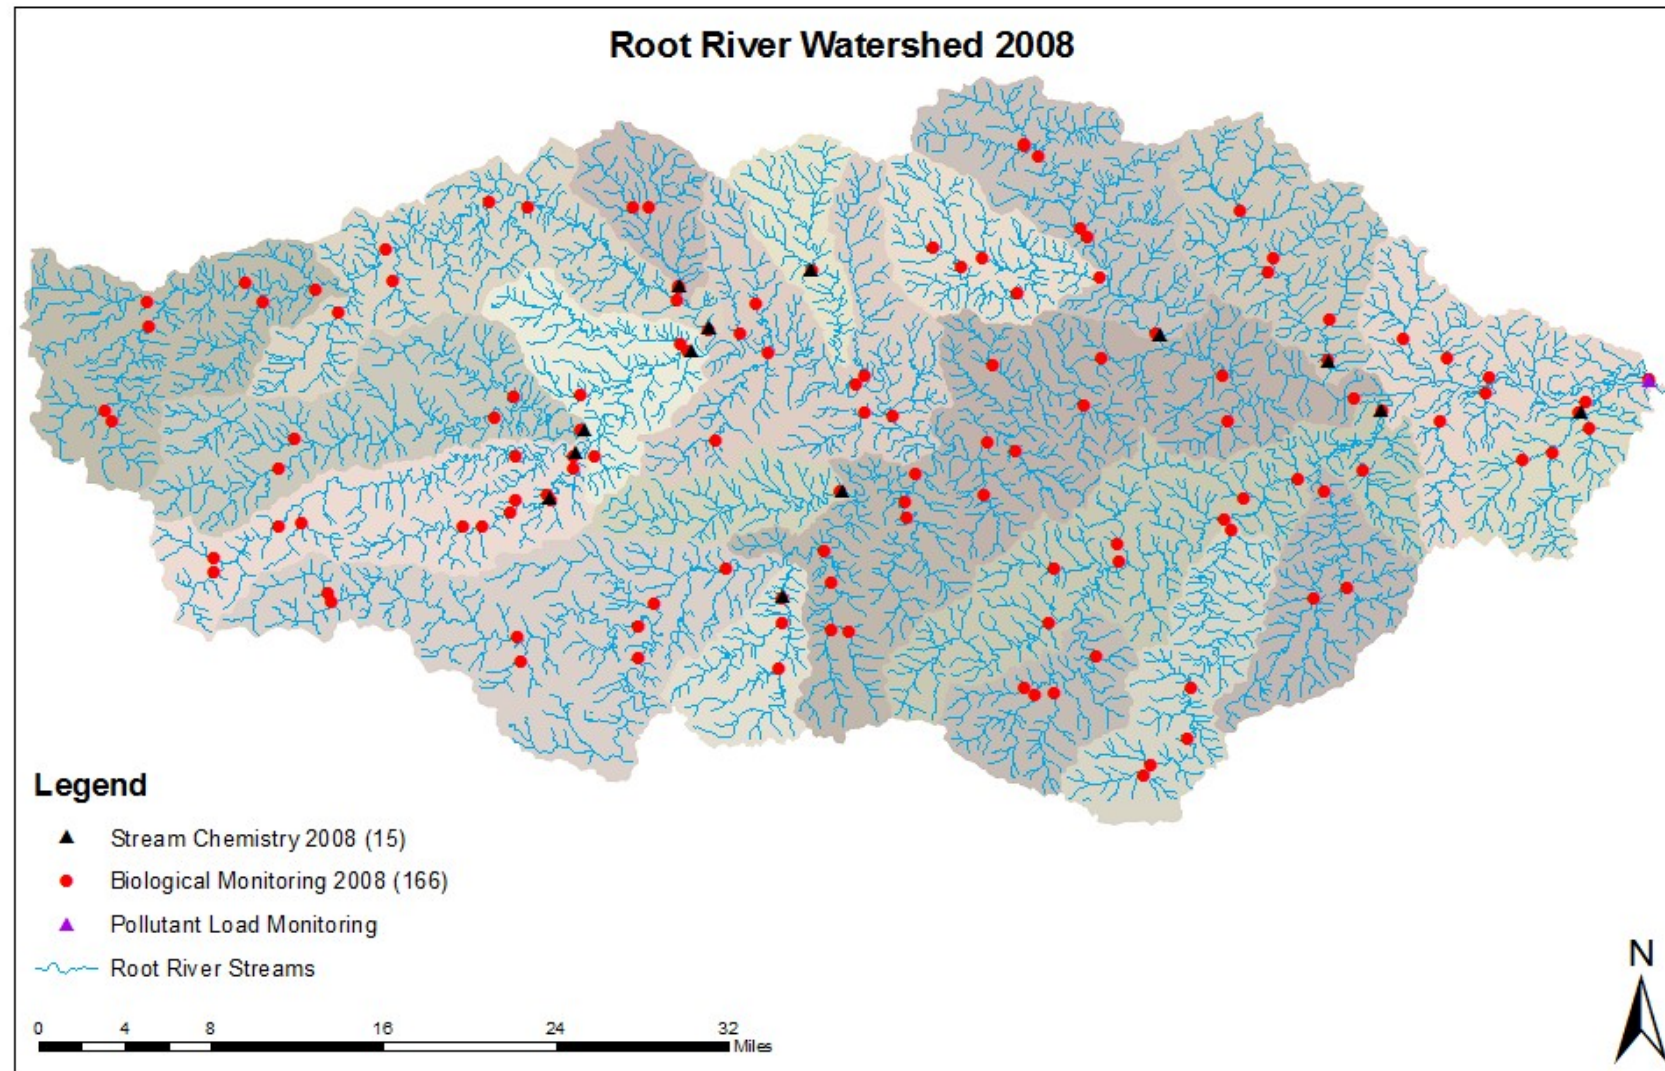 Root River Watershed 2008
Legend
Stream Chemistry 2008 (15)
Biological Monitoring 2008 (166)
Pollutant Load Monitoring
Root River Streams
0 4 8 16 24 32
Miles
N